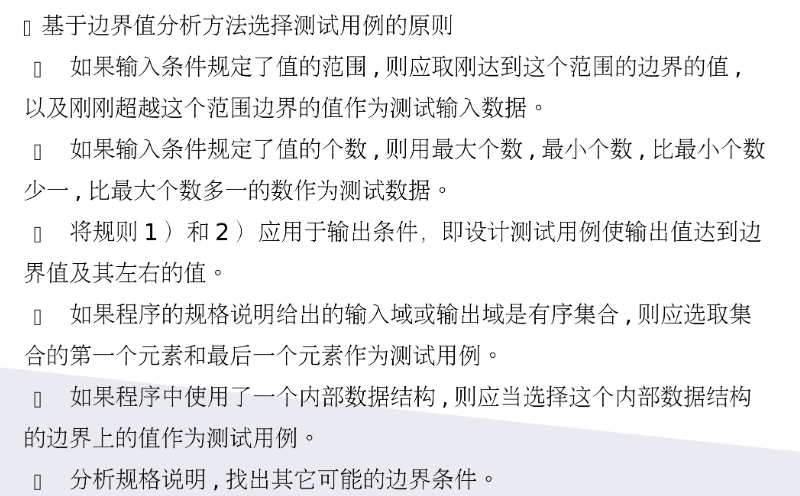 ▯ 基于边界值分析方法选择测试用例的原则
▯ 如果输入条件规定了值的范围,则应取刚达到这个范围的边界的值,
以及刚刚超越这个范围边界的值作为测试输入数据。
▯ 如果输入条件规定了值的个数,则用最大个数,最小个数,比最小个数
少一,比最大个数多一的数作为测试数据。
▯ 将规则 1）和 2）应用于输出条件，即设计测试用例使输出值达到边
界值及其左右的值。
▯ 如果程序的规格说明给出的输入域或输出域是有序集合,则应选取集
合的第一个元素和最后一个元素作为测试用例。
▯ 如果程序中使用了一个内部数据结构,则应当选择这个内部数据结构
的边界上的值作为测试用例。
▯ 分析规格说明,找出其它可能的边界条件。